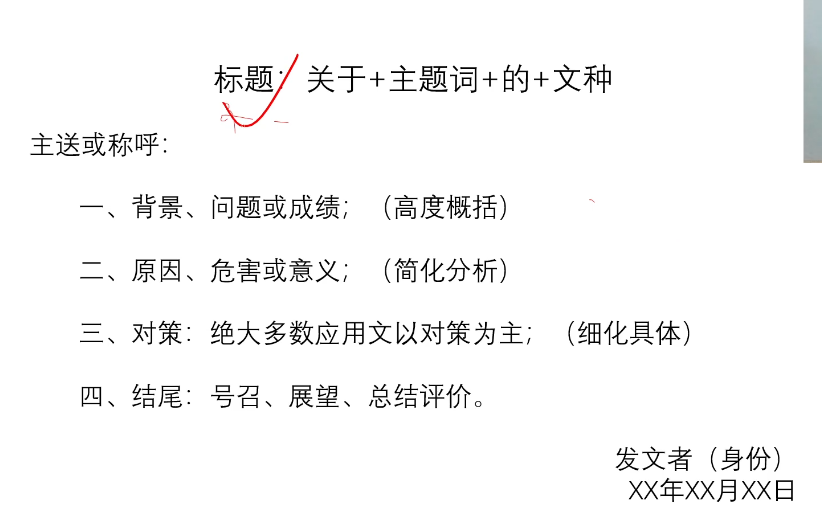 标题：关于+主题词+的+文种
主送或称呼：
一、背景、问题或成绩；（高度概括）
二、原因、危害或意义；（简化分析）
三、对策：绝大多数应用文以对策为主；（细化具体）
四、结尾：号召、展望、总结评价。
发文者（身份）
XX年XX月XX日